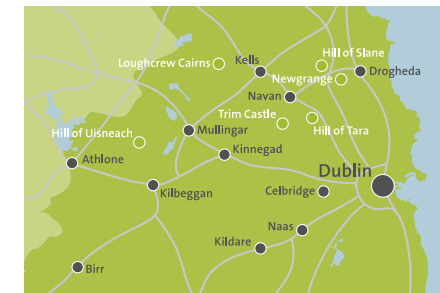 Hill of Slane
Loughcrew Cairns
Kells
Drogheda
Newgrange
Navan
Trim Castle
Hill of Tara
Hill of Uisneach
Mullingar
Athlone
Kinnegad
Dublin
Kilbeggan
Celbridge
Naas
Kildare
Birr